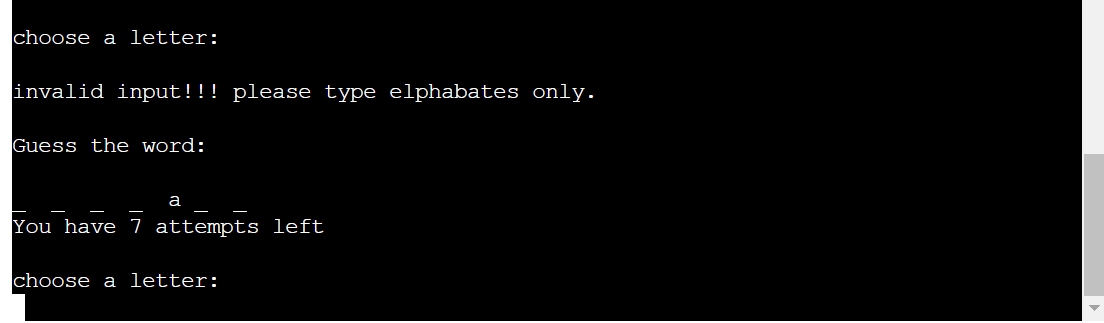 choose a letter:
invalid input!!! please type elphabates only.
Guess the word:
_ _ _ _ a _ _
You have 7 attempts left
choose a letter: